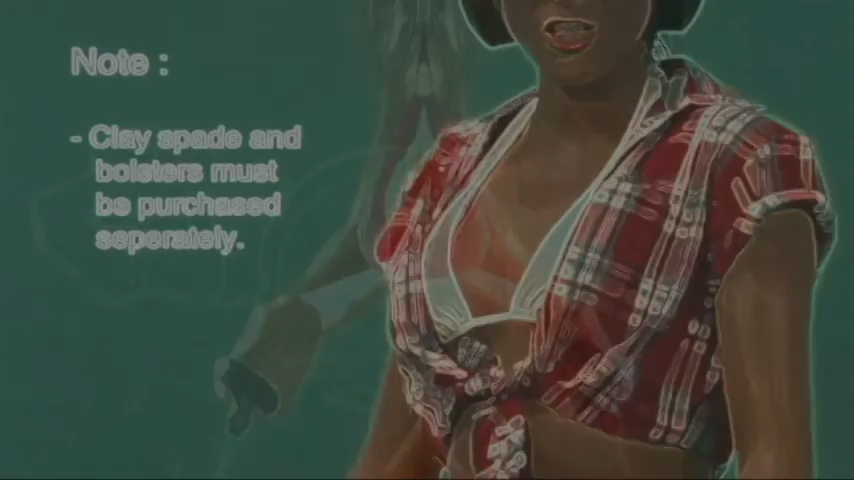 Note :
- Clay spade and
bolsters must
be purchased
seperately.